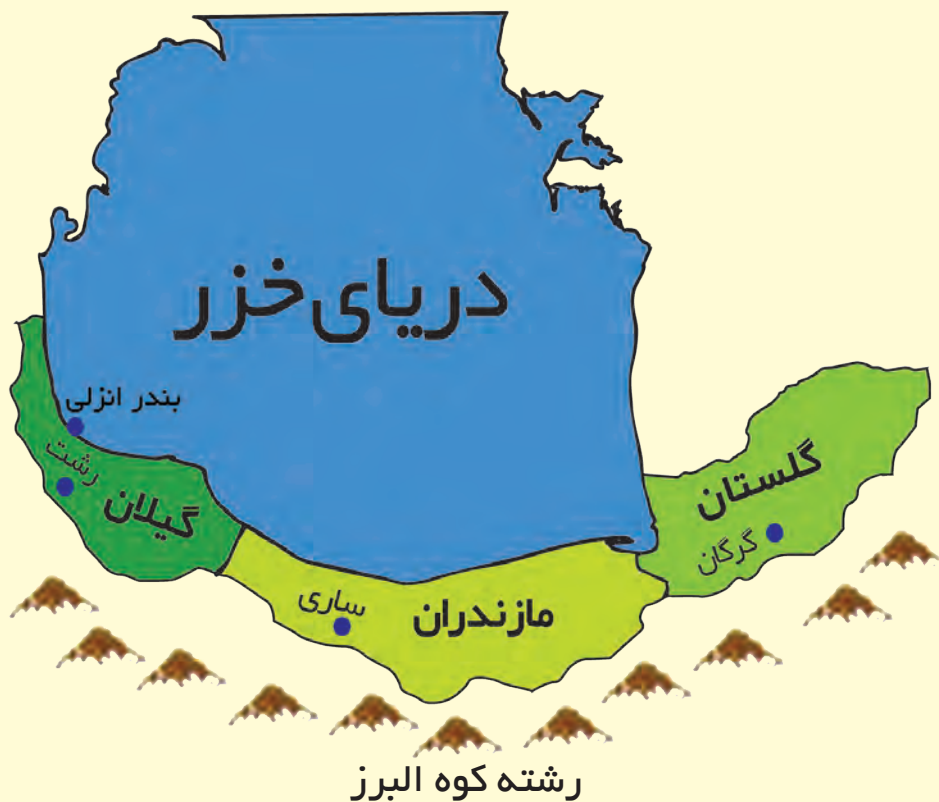 دریای خزر
بندر انزلی
رشت
گیلان
گلستان
گرگان
ساری
مازندران
رشته کوه البرز